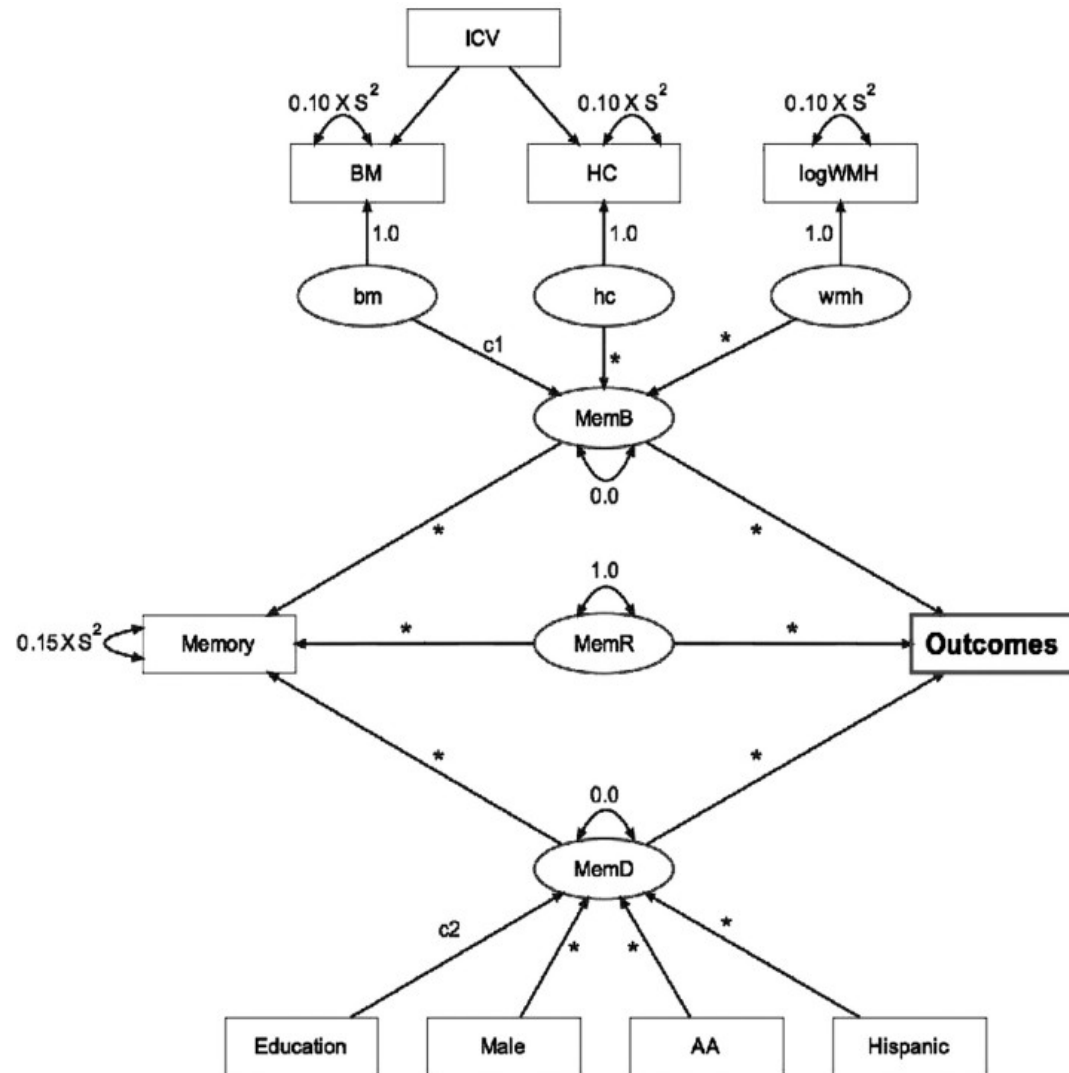 ICV
0.10 X S²
0.10 X S²
0.10 X S²
BM
HC
logWMH
1.0
1.0
1.0
bm
hc
wmh
c1
*
*
MemB
0.0
*
*
1.0
0.15 X S²
Memory
*
MemR
*
Outcomes
*
*
0.0
MemD
c2
*
*
*
Education
Male
AA
Hispanic